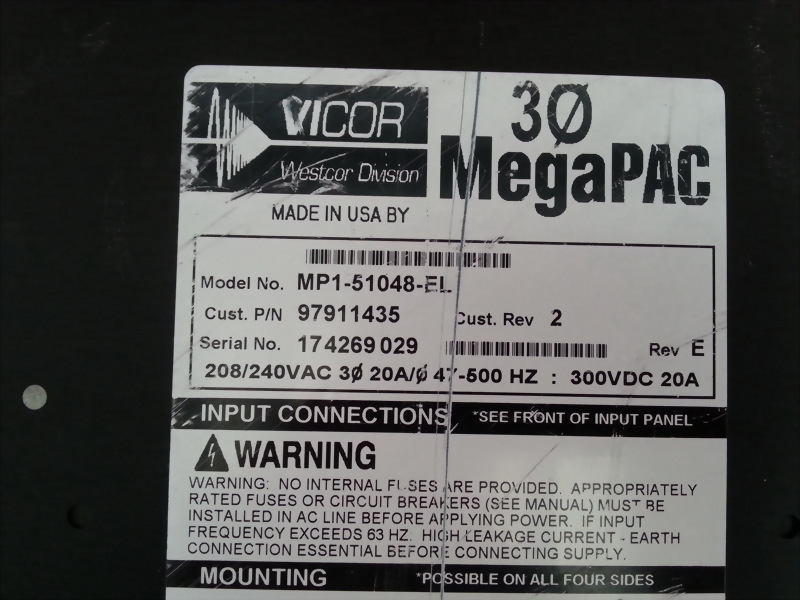 VICOR
Westcor Division
3Ø
MegaPAC
MADE IN USA BY
Model No. MP1-51048-EL
Cust. P/N 97911435 Cust. Rev 2
Serial No. 174269029 Rev E
208/240VAC 3Ø 20A/Ø 47-500 HZ : 300VDC 20A
INPUT CONNECTIONS *SEE FRONT OF INPUT PANEL
WARNING
WARNING: NO INTERNAL FUSES ARE PROVIDED. APPROPRIATELY
RATED FUSES OR CIRCUIT BREAKERS (SEE MANUAL) MUST BE
INSTALLED IN AC LINE BEFORE APPLYING POWER. IF INPUT
FREQUENCY EXCEEDS 63 HZ. HIGH LEAKAGE CURRENT - EARTH
CONNECTION ESSENTIAL BEFORE CONNECTING SUPPLY.
MOUNTING *POSSIBLE ON ALL FOUR SIDES